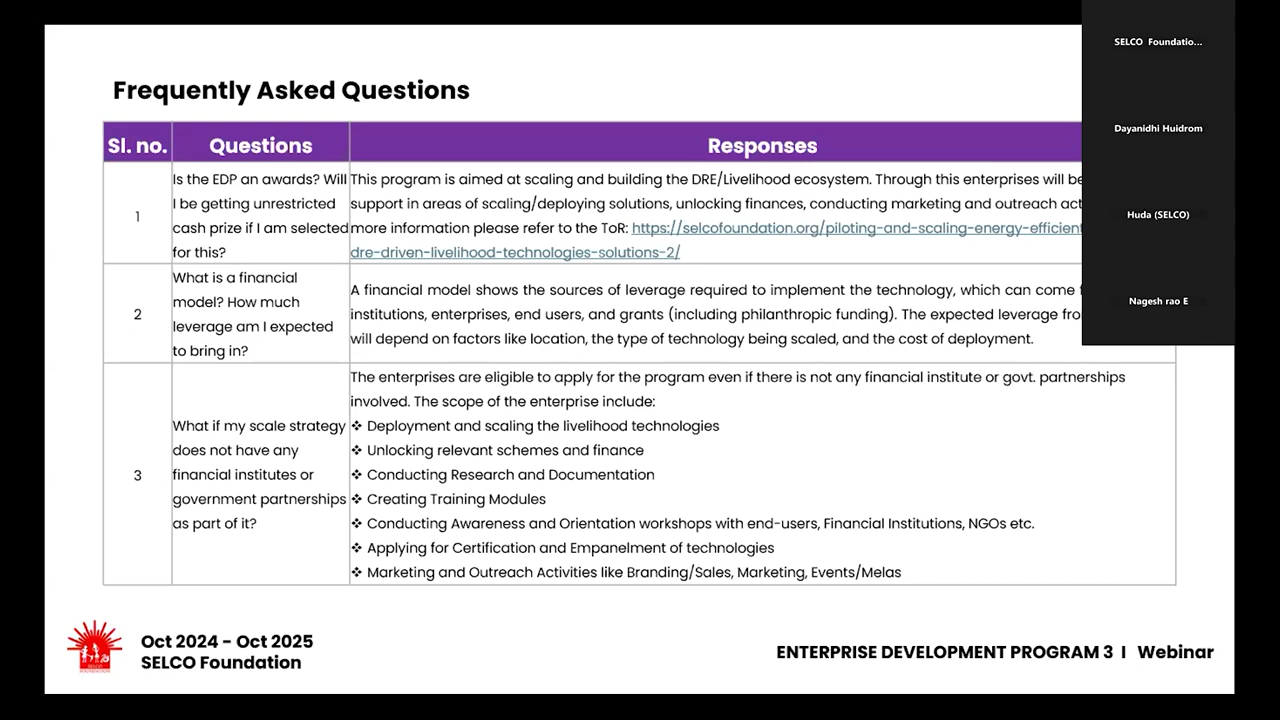 Frequently Asked Questions
Sl. no.
Questions
Responses
1
Is the EDP an awards? Will
I be getting unrestricted
cash prize if I am selected
for this?
This program is aimed at scaling and building the DRE/Livelihood ecosystem. Through this enterprises will be
support in areas of scaling/deploying solutions, unlocking finances, conducting marketing and outreach
more information please refer to the ToR: https://selcofoundation.org/piloting-and-scaling-energy-efficient
dre-driven-livelihood-technologies-solutions-2/
2
What is a financial
model? How much
leverage am I expected
to bring in?
A financial model shows the sources of leverage required to implement the technology, which can come
institutions, enterprises, end users, and grants (including philanthropic funding). The expected leverage
will depend on factors like location, the type of technology being scaled, and the cost of deployment.
3
What if my scale strategy
does not have any
financial institutes or
government partnerships
as part of it?
The enterprises are eligible to apply for the program even if there is not any financial institute or govt. partnerships
involved. The scope of the enterprise include:
❖ Deployment and scaling the livelihood technologies
❖ Unlocking relevant schemes and finance
❖ Conducting Research and Documentation
❖ Creating Training Modules
❖ Conducting Awareness and Orientation workshops with end-users, Financial Institutions, NGOs etc.
❖ Applying for Certification and Empanelment of technologies
❖ Marketing and Outreach Activities like Branding/Sales, Marketing, Events/Melas
SELCO Foundatio...
Dayanidhi Huidrom
Huda (SELCO)
Nagesh rao E
SELCO
Oct 2024 - Oct 2025
SELCO Foundation
ENTERPRISE DEVELOPMENT PROGRAM 3 I Webinar